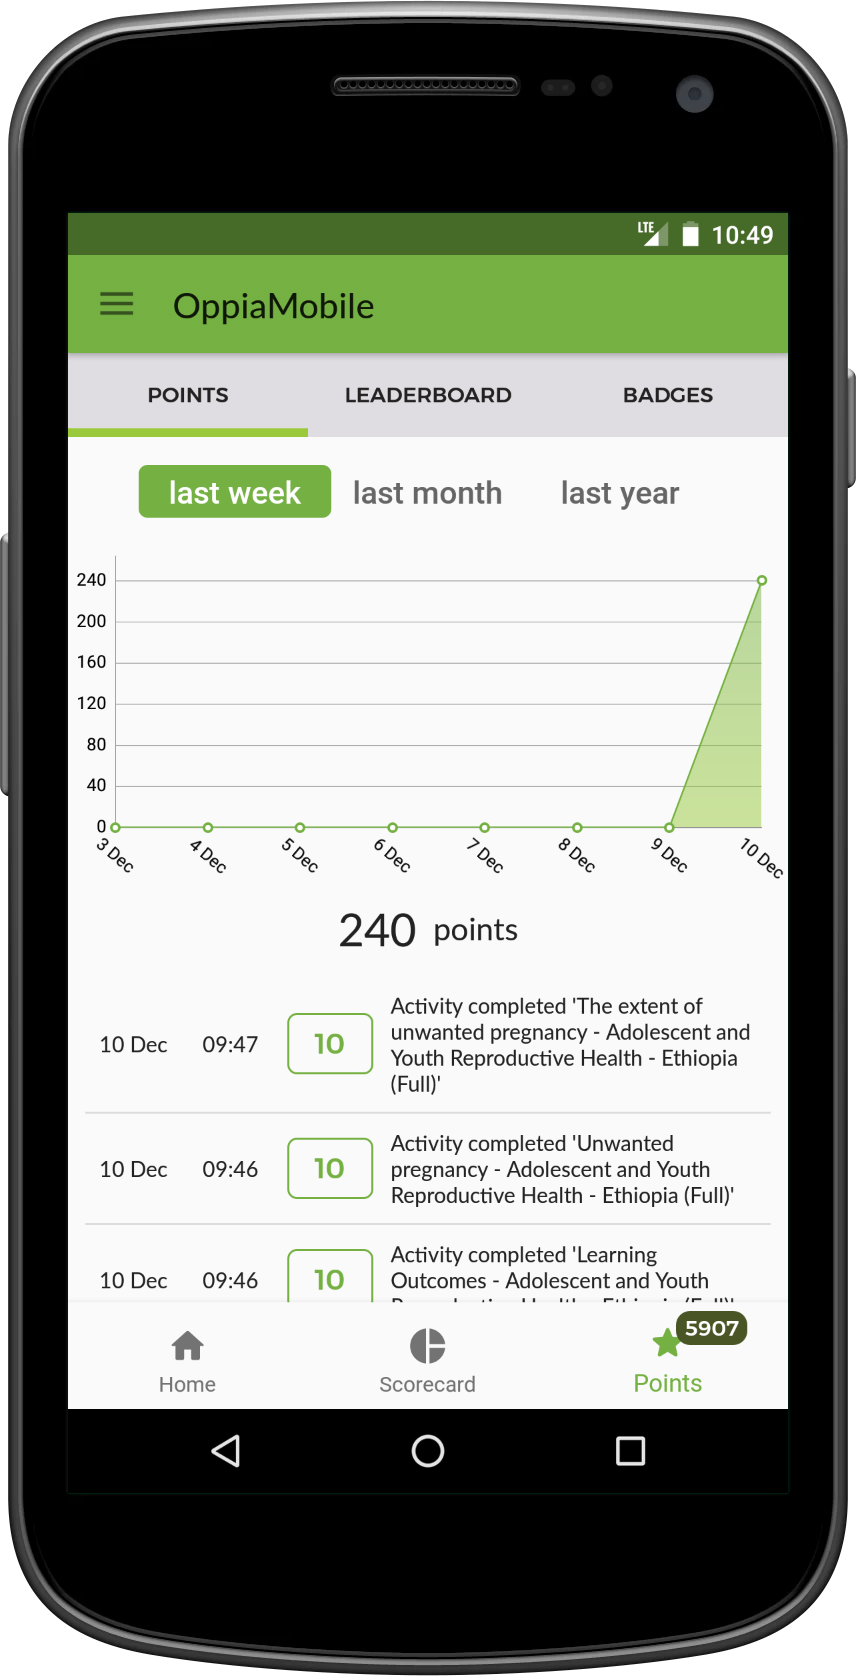 LTE 10:49
OppiaMobile
POINTS LEADERBOARD BADGES
last week last month last year
240
200
160
120
80
40
0
3 Dec 4 Dec 5 Dec 6 Dec 7 Dec 8 Dec 9 Dec 10 Dec
240 points
10 Dec 09:47 10 Activity completed 'The extent of
unwanted pregnancy - Adolescent and
Youth Reproductive Health - Ethiopia
(Full)'
10 Dec 09:46 10 Activity completed 'Unwanted
pregnancy - Adolescent and Youth
Reproductive Health - Ethiopia (Full)'
10 Dec 09:46 10 Activity completed 'Learning
Outcomes - Adolescent and Youth
5907
Home Scorecard Points